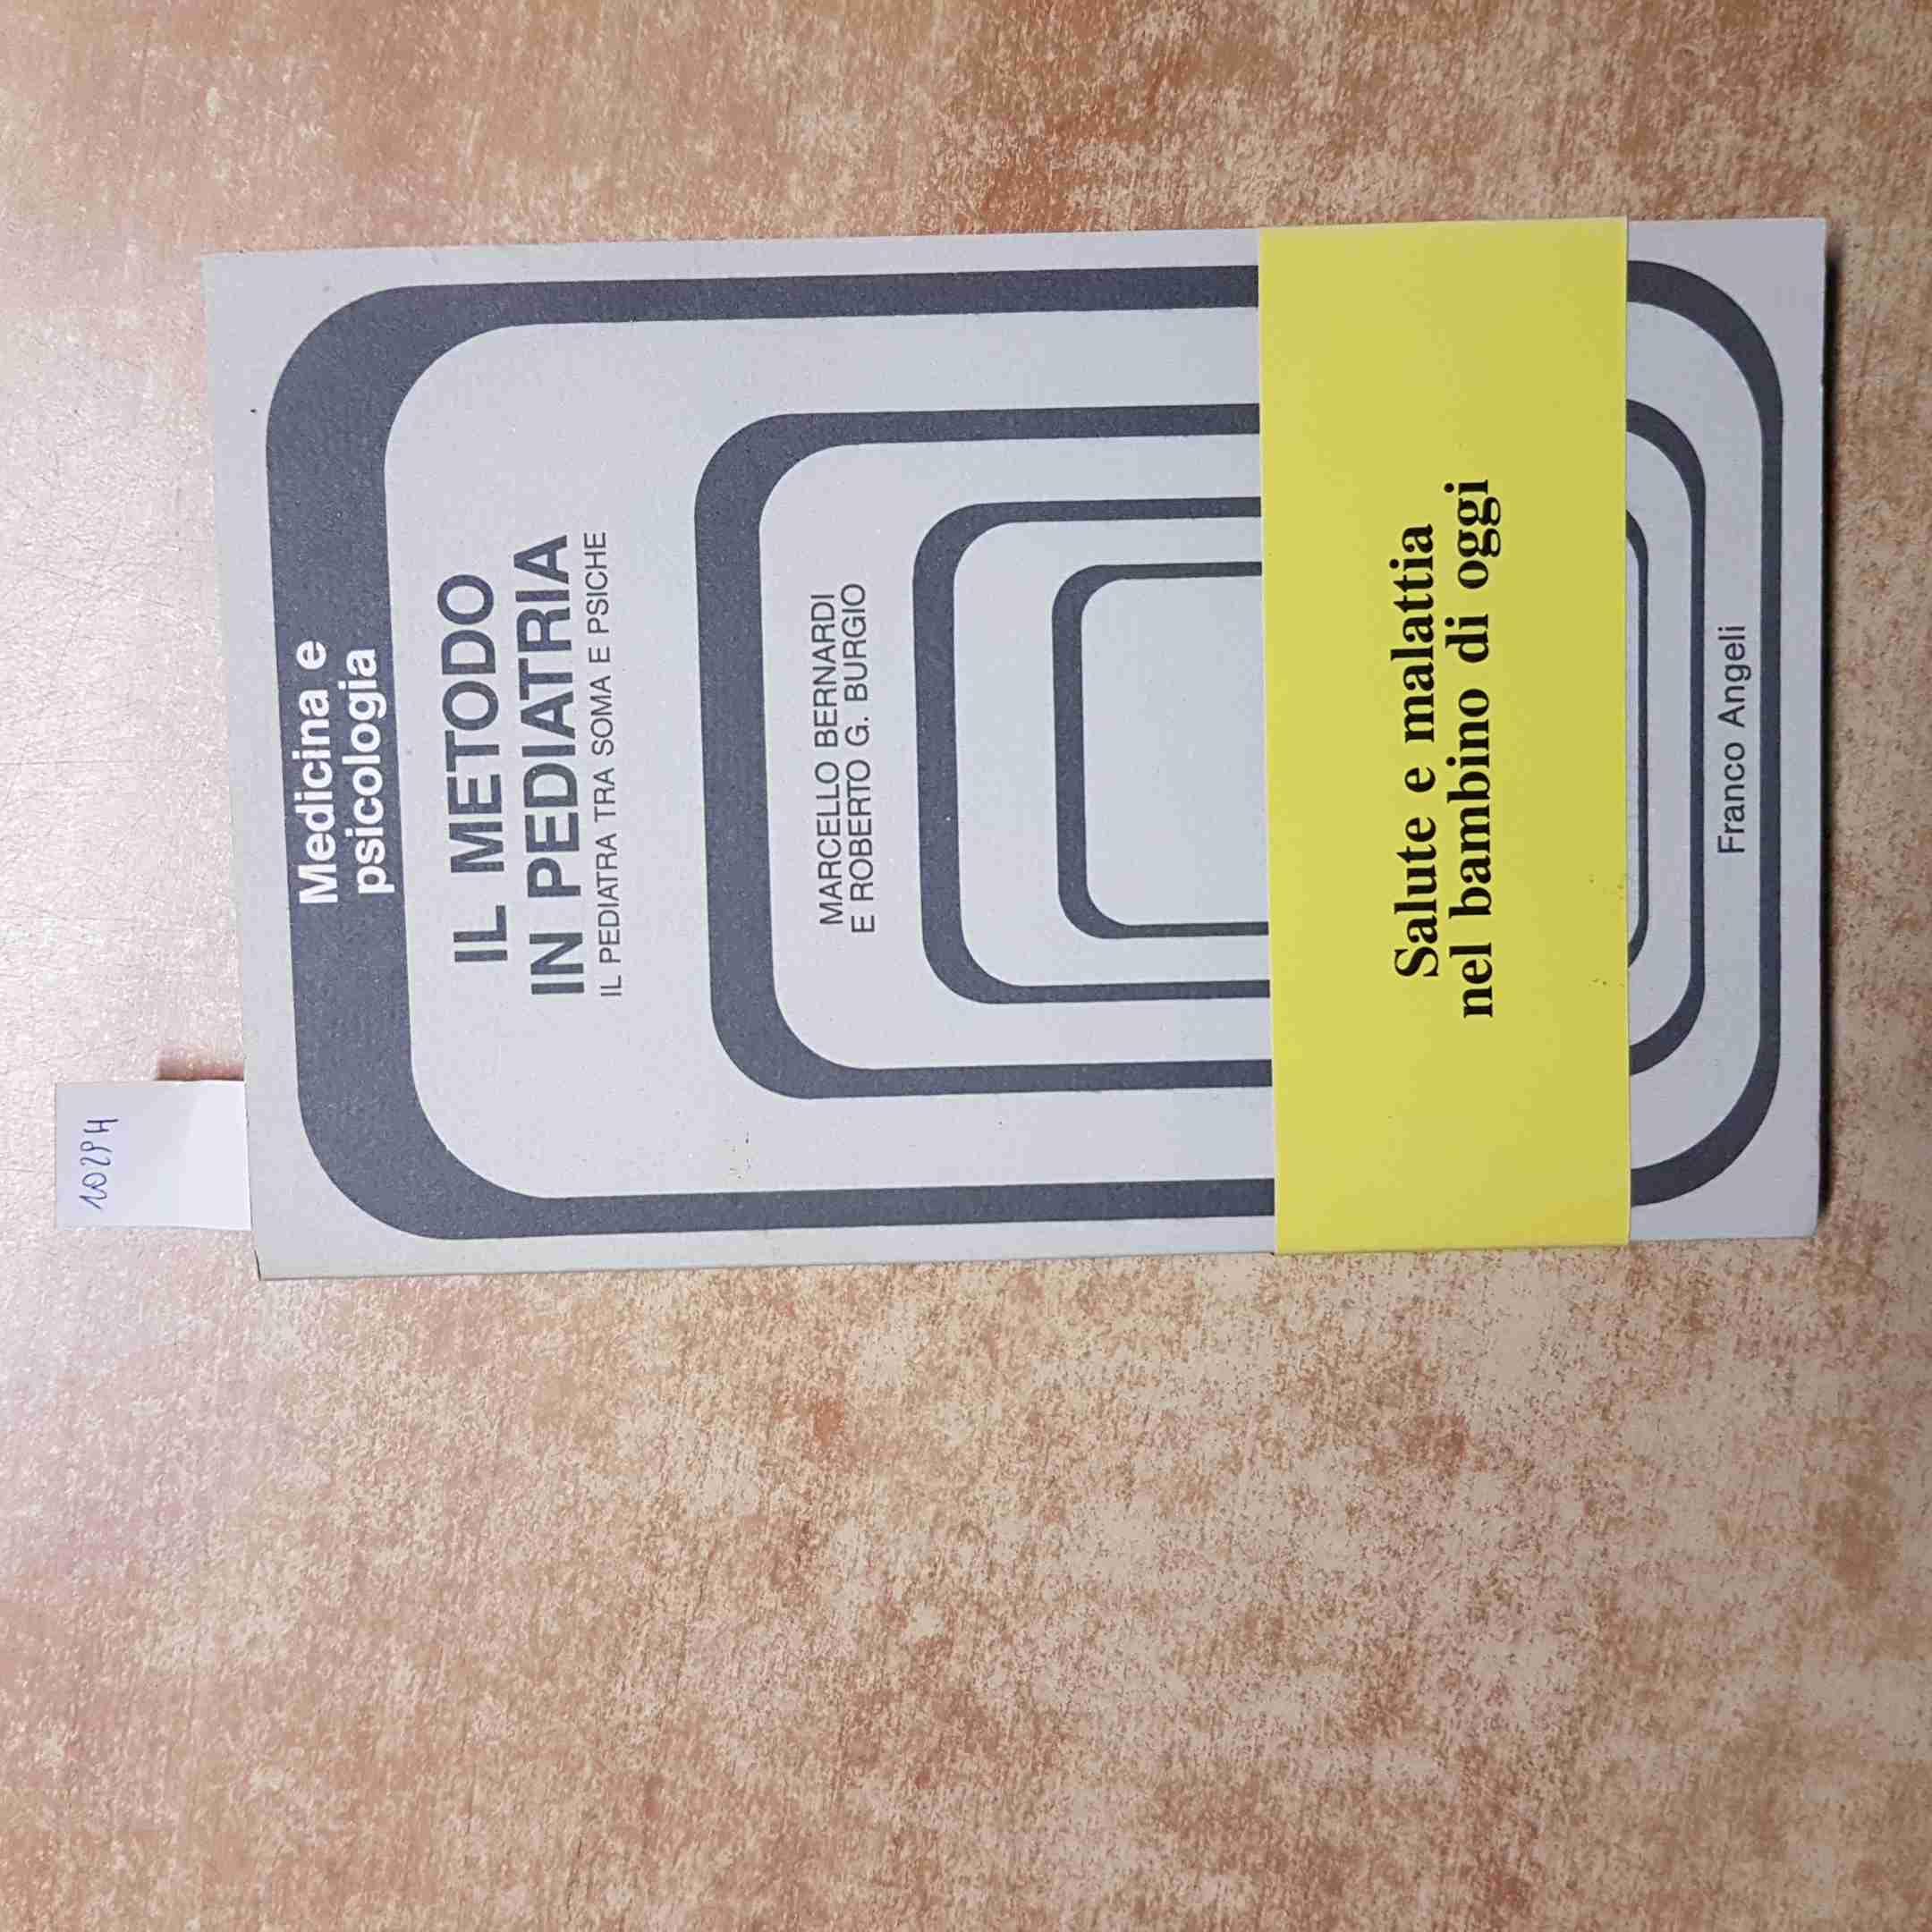 Medicina e
psicologia
IL METODO
IN PEDIATRIA
IL PEDIATRA TRA SOMA E PSICHE
MARCELLO BERNARDI
E ROBERTO G. BURGIO
Salute e malattia
nel bambino di oggi
Franco Angeli